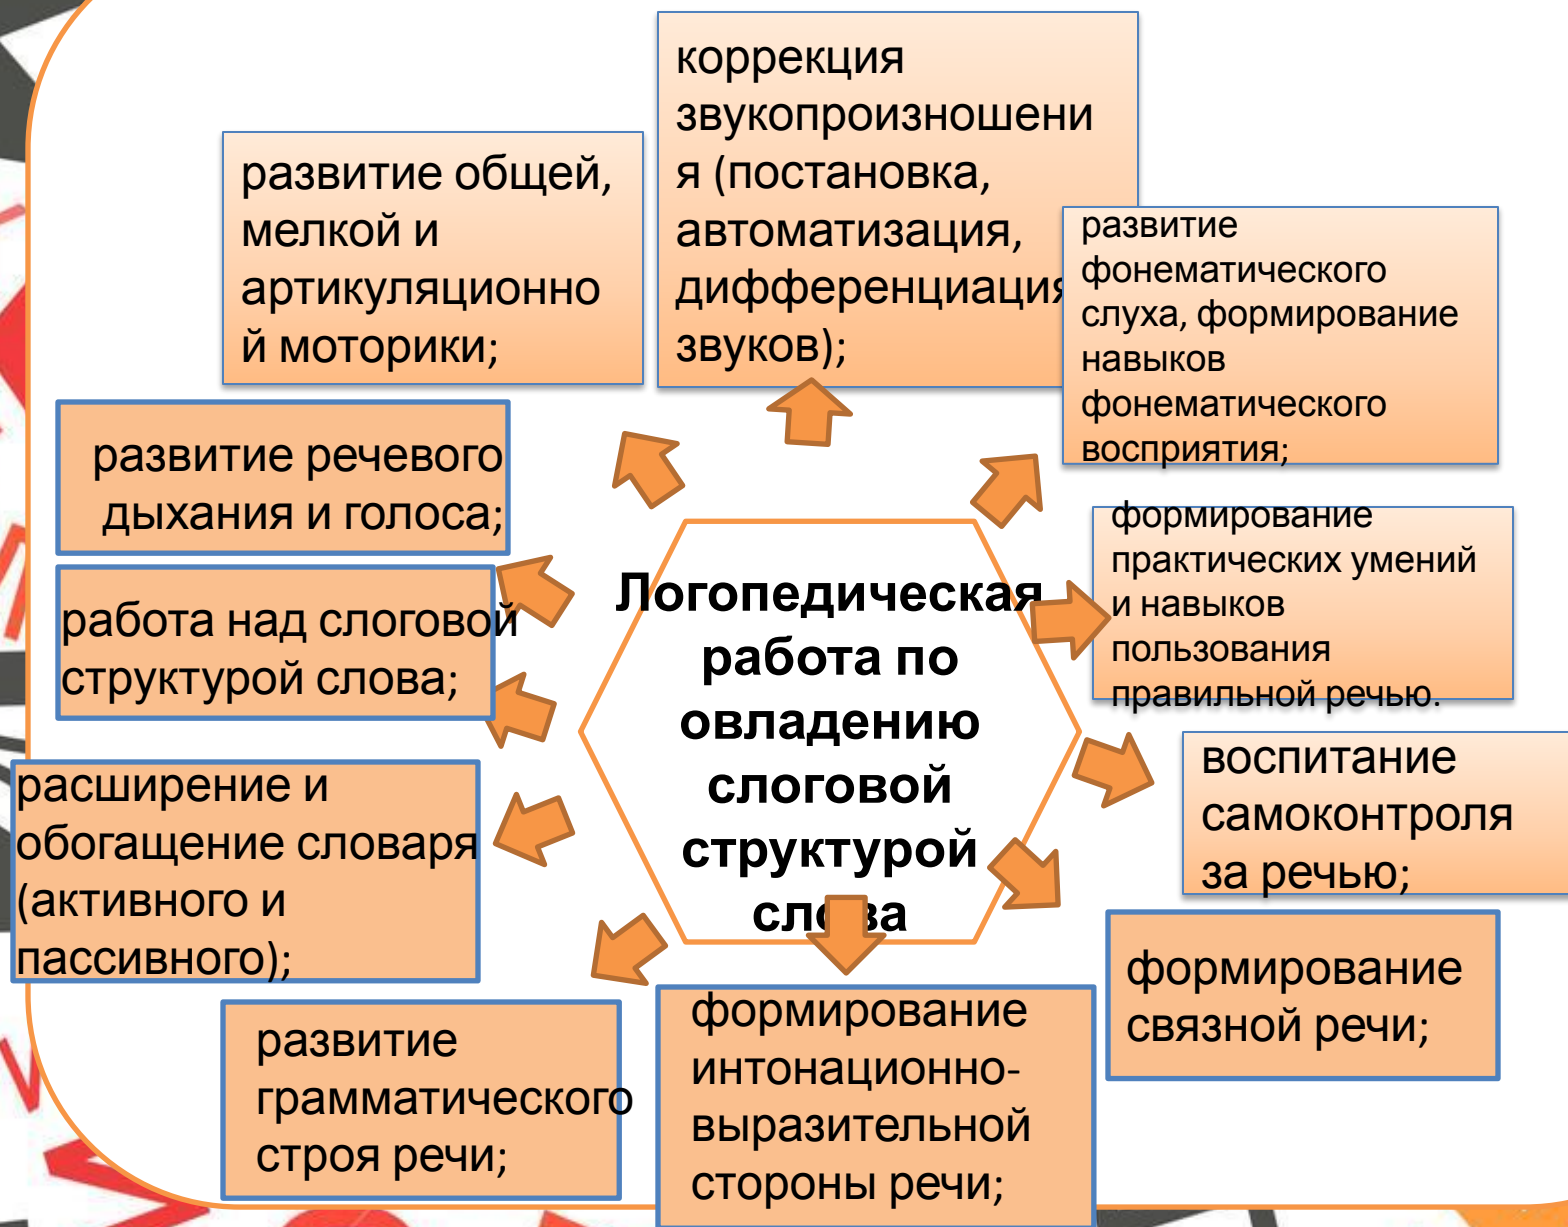 коррекция
звукопроизношени
я (постановка,
автоматизация,
дифференциация
звуков);
развитие общей,
мелкой и
артикуляционно
й моторики;
развитие
фонематического
слуха, формирование
навыков
фонематического
восприятия;
развитие речевого
дыхания и голоса;
формирование
практических умений
и навыков
пользования
правильной речью.
работа над слоговой
структурой слова;
Логопедическая
работа по
овладению
слоговой
структурой
слова
воспитание
самоконтроля
за речью;
расширение и
обогащение словаря
(активного и
пассивного);
формирование
связной речи;
развитие
грамматического
строя речи;
формирование
интонационно-
выразительной
стороны речи;